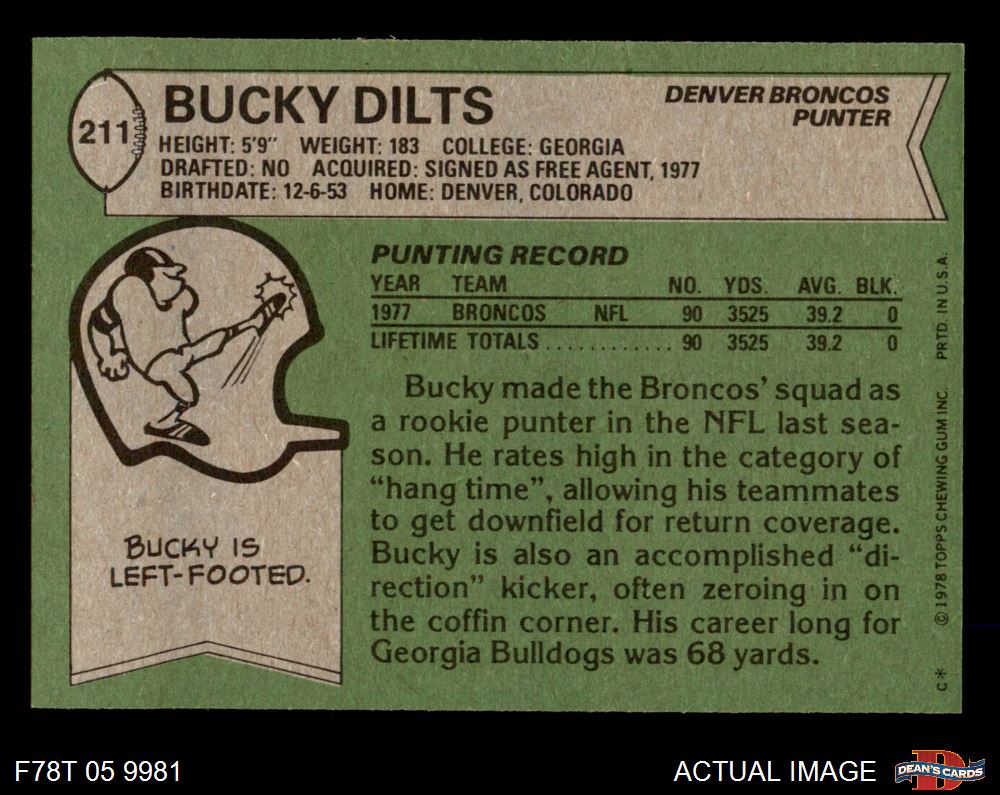 211
BUCKY DILTS
DENVER BRONCOS
PUNTER
HEIGHT: 5'9" WEIGHT: 183 COLLEGE: GEORGIA
DRAFTED: NO ACQUIRED: SIGNED AS FREE AGENT, 1977
BIRTHDATE: 12-6-53 HOME: DENVER, COLORADO
PUNTING RECORD
YEAR TEAM NO. YDS. AVG. BLK.
1977 BRONCOS NFL 90 3525 39.2 0
LIFETIME TOTALS ............ 90 3525 39.2 0
Bucky made the Broncos' squad as
a rookie punter in the NFL last sea-
son. He rates high in the category of
"hang time", allowing his teammates
to get downfield for return coverage.
Bucky is also an accomplished "di-
rection" kicker, often zeroing in on
the coffin corner. His career long for
Georgia Bulldogs was 68 yards.
BUCKY IS
LEFT-FOOTED.
C* ©1978 TOPPS CHEWING GUM INC. PRTD. IN U.S.A.
F78T 05 9981
ACTUAL IMAGE
D
DEAN'S CARDS